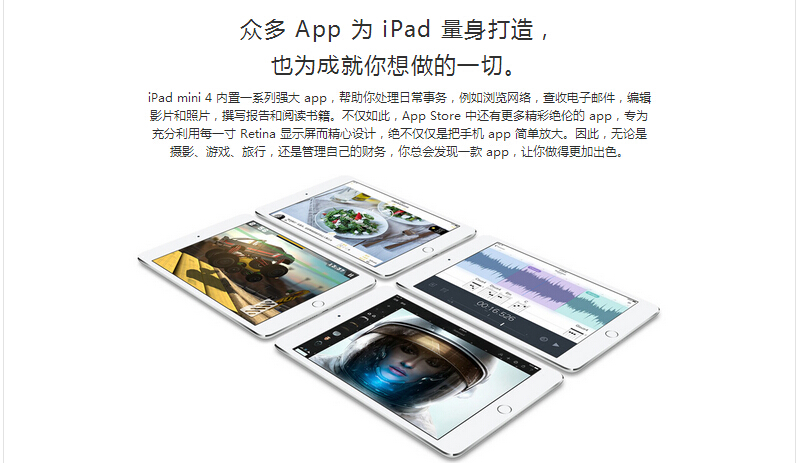 众多 App 为 iPad 量身打造，
也为成就你想做的一切。
iPad mini 4 内置一系列强大 app，帮助你处理日常事务，例如浏览网络，查收电子邮件，编辑
影片和照片，撰写报告和阅读书籍。不仅如此，App Store 中还有更多精彩绝伦的 app，专为
充分利用每一寸 Retina 显示屏而精心设计，绝不仅仅是把手机 app 简单放大。因此，无论是
摄影、游戏、旅行，还是管理自己的财务，你总会发现一款 app，让你做得更加出色。
00:16.526